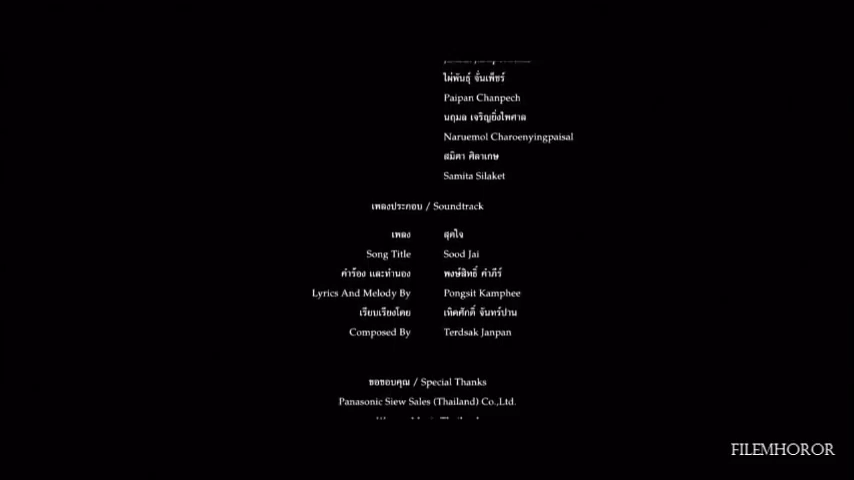 ไผ่พันธุ์ จั่นเพ็ชร์
Paipan Chanpech
นฤมล เจริญยิ่งไพศาล
Naruemol Charoenyingpaisal
สมิตา ศิลาเกษ
Samita Silaket
เพลงประกอบ / Soundtrack
เพลง สุดใจ
Song Title Sood Jai
คำร้อง และทำนอง พงษ์สิทธิ์ คำภีร์
Lyrics And Melody By Pongsit Kamphee
เรียบเรียงโดย เทิดศักดิ์ จันทร์ปาน
Composed By Terdsak Janpan
ขอขอบคุณ / Special Thanks
Panasonic Siew Sales (Thailand) Co.,Ltd.
FILEMHOROR